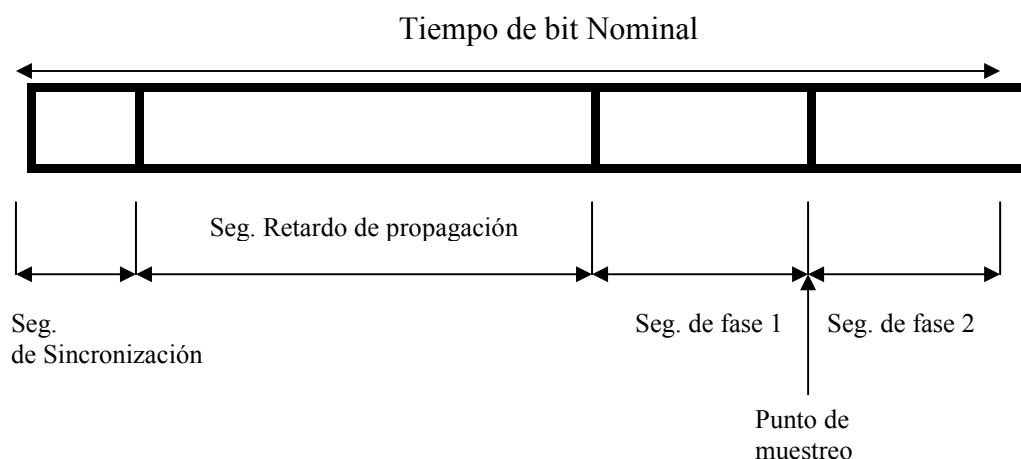 Tiempo de bit Nominal
Seg. Retardo de propagación
Seg.
de Sincronización
Seg. de fase 1
Seg. de fase 2
Punto de
muestreo